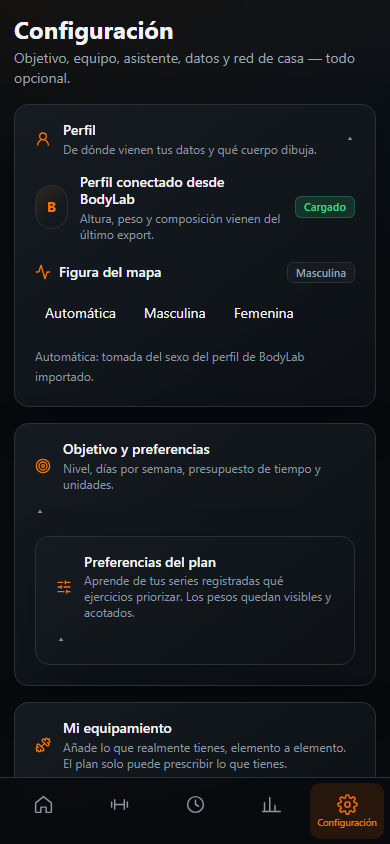 Configuración
Objetivo, equipo, asistente, datos y red de casa — todo
opcional.
Perfil
De dónde vienen tus datos y qué cuerpo dibuja.
B
Perfil conectado desde
BodyLab
Altura, peso y composición vienen del
último export.
Cargado
Figura del mapa
Masculina
Automática Masculina Femenina
Automática: tomada del sexo del perfil de BodyLab
importado.
Objetivo y preferencias
Nivel, días por semana, presupuesto de tiempo y
unidades.
Preferencias del plan
Aprende de tus series registradas qué
ejercicios priorizar. Los pesos quedan visibles y
acotados.
Mi equipamiento
Añade lo que realmente tienes, elemento a elemento.
El plan solo puede prescribir lo que tienes.
Configuración